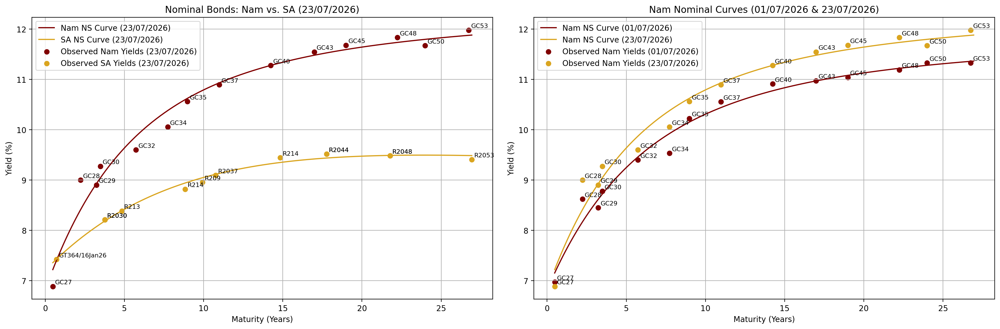 Nominal Bonds: Nam vs. SA (23/07/2026)
Nam NS Curve (23/07/2026)
SA NS Curve (23/07/2026)
Observed Nam Yields (23/07/2026)
Observed SA Yields (23/07/2026)
12
11
10
9
8
7
Yield (%)
GC53
GC48
GC50
GC45
GC43
GC40
GC37
GC35
GC34
GC32
GC30
GC28
GC29
GC27
R214
R2044
R2048
R2053
R2037
R209
R214
R213
R2030
GT364/16Jan26
0 5 10 15 20 25
Maturity (Years)
Nam Nominal Curves (01/07/2026 & 23/07/2026)
Nam NS Curve (01/07/2026)
Nam NS Curve (23/07/2026)
Observed Nam Yields (01/07/2026)
Observed Nam Yields (23/07/2026)
12
11
10
9
8
7
Yield (%)
GC53
GC48
GC50
GC45
GC43
GC40
GC37
GC35
GC34
GC32
GC30
GC28
GC29
GC27
GC53
GC50
GC48
GC45
GC43
GC40
GC37
GC35
GC34
GC32
GC30
GC28
GC29
GC27
0 5 10 15 20 25
Maturity (Years)